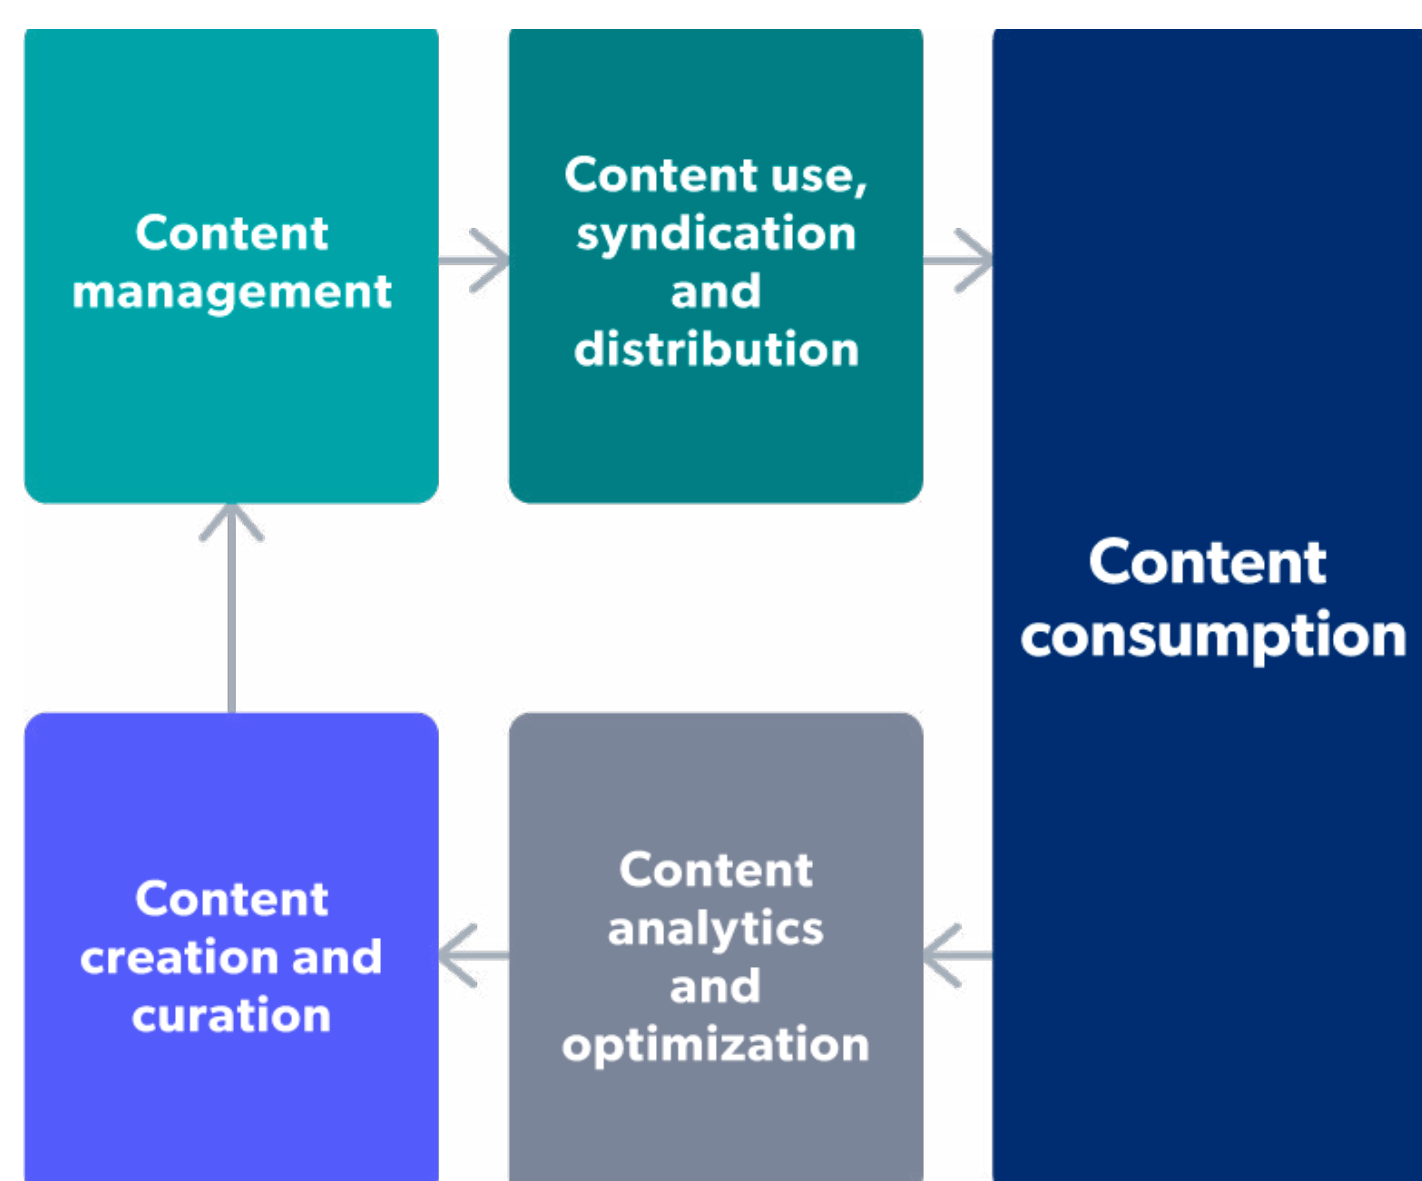 Content
management
Content use,
syndication
and
distribution
Content
consumption
Content
creation and
curation
Content
analytics
and
optimization